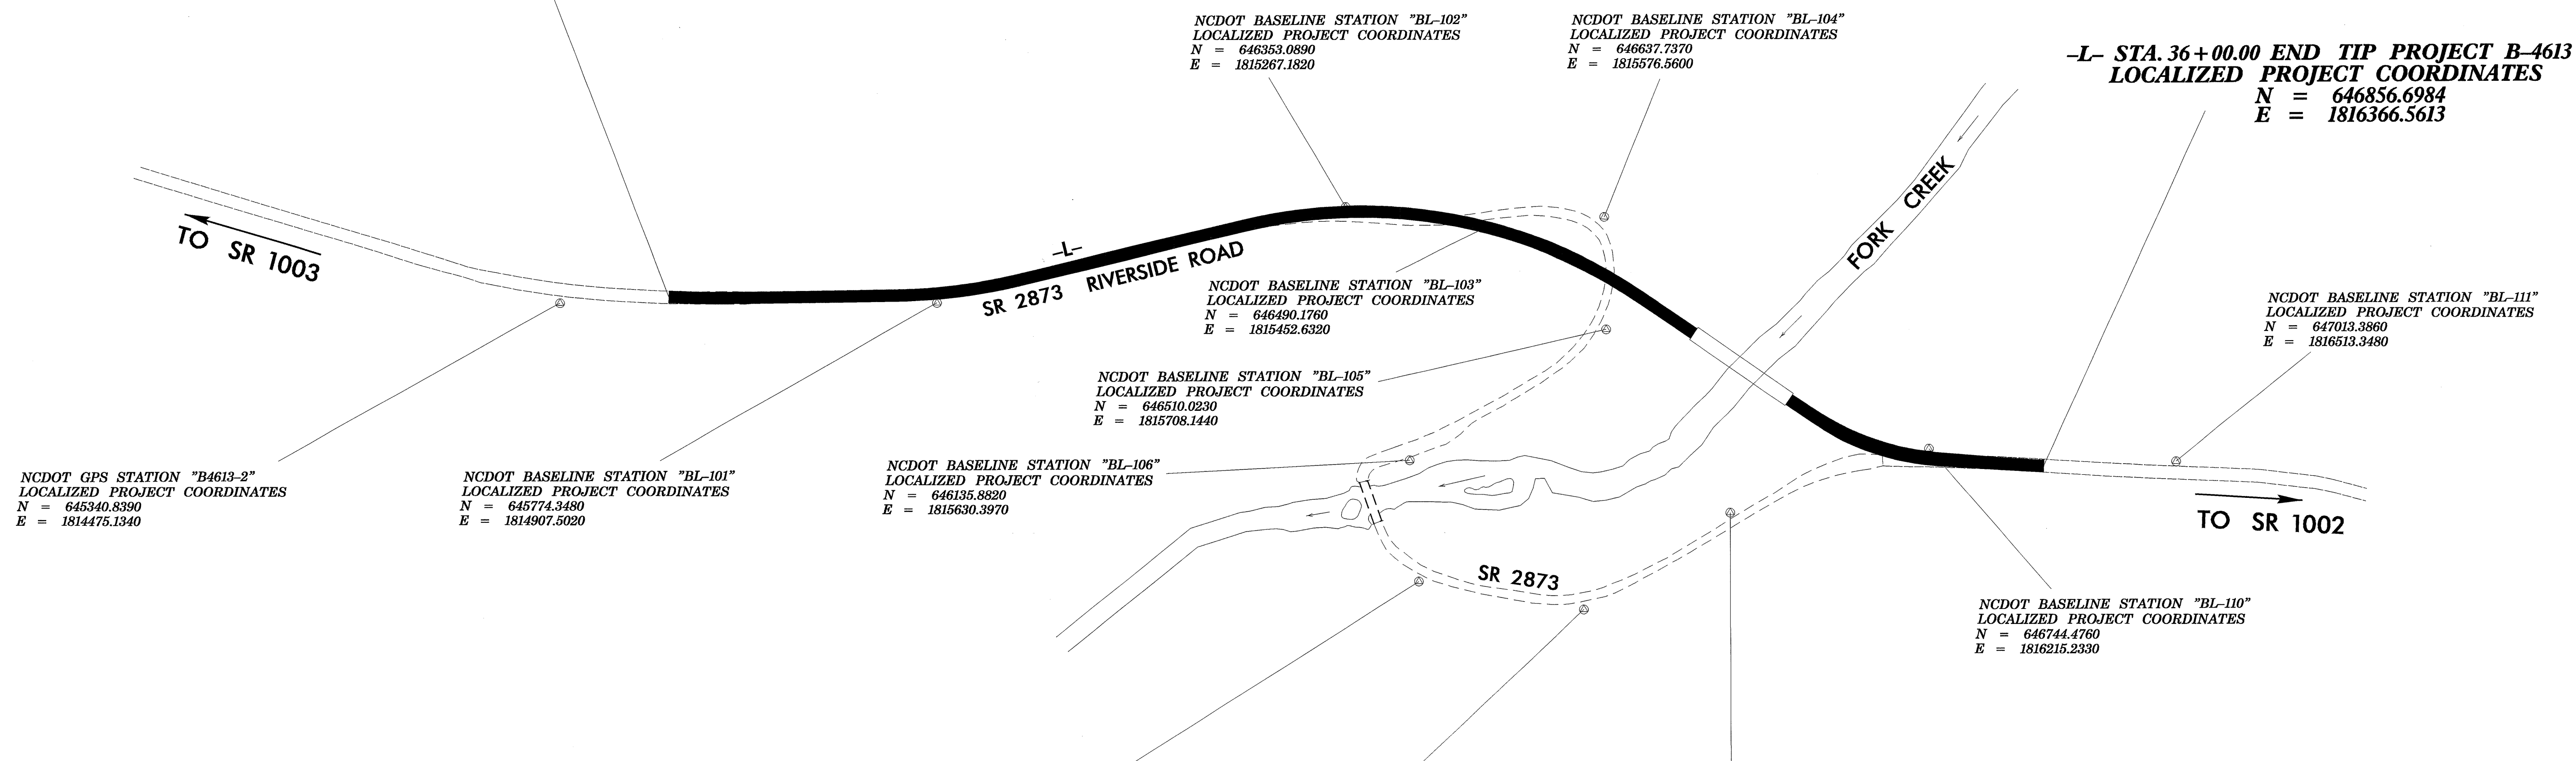 NCDOT BASELINE STATION "BL-102"
LOCALIZED PROJECT COORDINATES
N = 646353.0890
E = 1815267.1820
NCDOT BASELINE STATION "BL-104"
LOCALIZED PROJECT COORDINATES
N = 646637.7370
E = 1815576.5600
-L- STA. 36+00.00 END TIP PROJECT B-4613
LOCALIZED PROJECT COORDINATES
N = 646856.6984
E = 1816366.5613
FORK CREEK
TO SR 1003
-L-
SR 2873 RIVERSIDE ROAD
NCDOT BASELINE STATION "BL-103"
LOCALIZED PROJECT COORDINATES
N = 646490.1760
E = 1815452.6320
NCDOT BASELINE STATION "BL-111"
LOCALIZED PROJECT COORDINATES
N = 647013.3860
E = 1816513.3480
NCDOT BASELINE STATION "BL-105"
LOCALIZED PROJECT COORDINATES
N = 646510.0230
E = 1815708.1440
NCDOT GPS STATION "B4613-2"
LOCALIZED PROJECT COORDINATES
N = 645340.8390
E = 1814475.1340
NCDOT BASELINE STATION "BL-101"
LOCALIZED PROJECT COORDINATES
N = 645774.3480
E = 1814907.5020
NCDOT BASELINE STATION "BL-106"
LOCALIZED PROJECT COORDINATES
N = 646135.8820
E = 1815630.3970
TO SR 1002
SR 2873
NCDOT BASELINE STATION "BL-110"
LOCALIZED PROJECT COORDINATES
N = 646744.4760
E = 1816215.2330